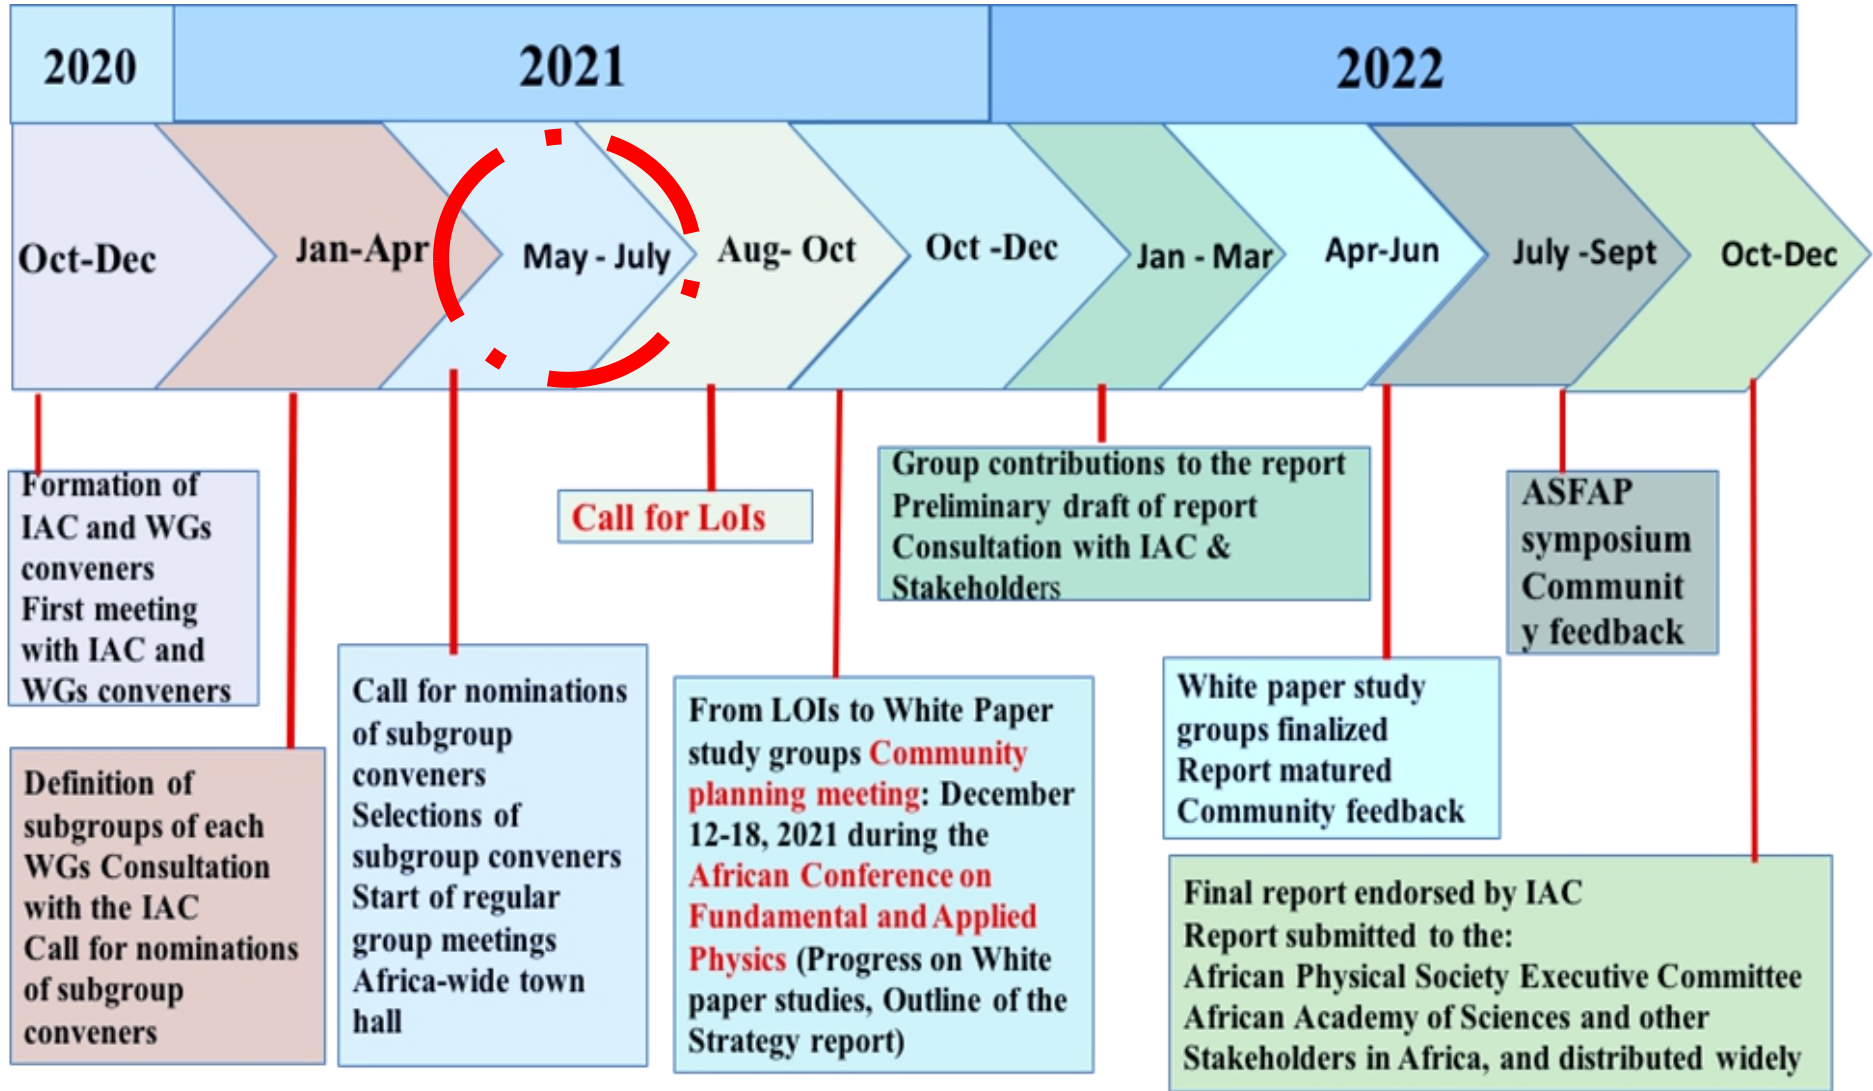 2020
2021
2022
Oct-Dec
Jan-Apr
May - July
Aug- Oct
Oct -Dec
Jan - Mar
Apr-Jun
July -Sept
Oct-Dec
Formation of
IAC and WGs
conveners
First meeting
with IAC and
WGs conveners
Definition of
subgroups of each
WGs Consultation
with the IAC
Call for nominations
of subgroup
conveners
Call for nominations
of subgroup
conveners
Selections of
subgroup conveners
Start of regular
group meetings
Africa-wide town
hall
Call for LoIs
From LOIs to White Paper
study groups Community
planning meeting: December
12-18, 2021 during the
African Conference on
Fundamental and Applied
Physics (Progress on White
paper studies, Outline of the
Strategy report)
Group contributions to the report
Preliminary draft of report
Consultation with IAC &
Stakeholders
White paper study
groups finalized
Report matured
Community feedback
ASFAP
symposium
Communit
y feedback
Final report endorsed by IAC
Report submitted to the:
African Physical Society Executive Committee
African Academy of Sciences and other
Stakeholders in Africa, and distributed widely